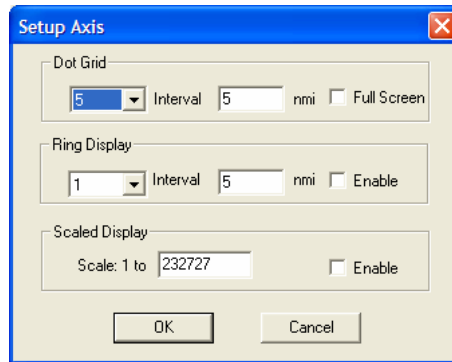 Setup Axis
Dot Grid
5 Interval 5 nmi Full Screen
Ring Display
1 Interval 5 nmi Enable
Scaled Display
Scale: 1 to 232727 Enable
OK Cancel